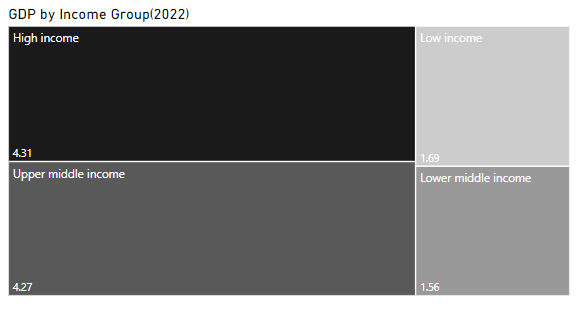 GDP by Income Group(2022)
High income
4.31
Low income
1.69
Upper middle income
4.27
Lower middle income
1.56